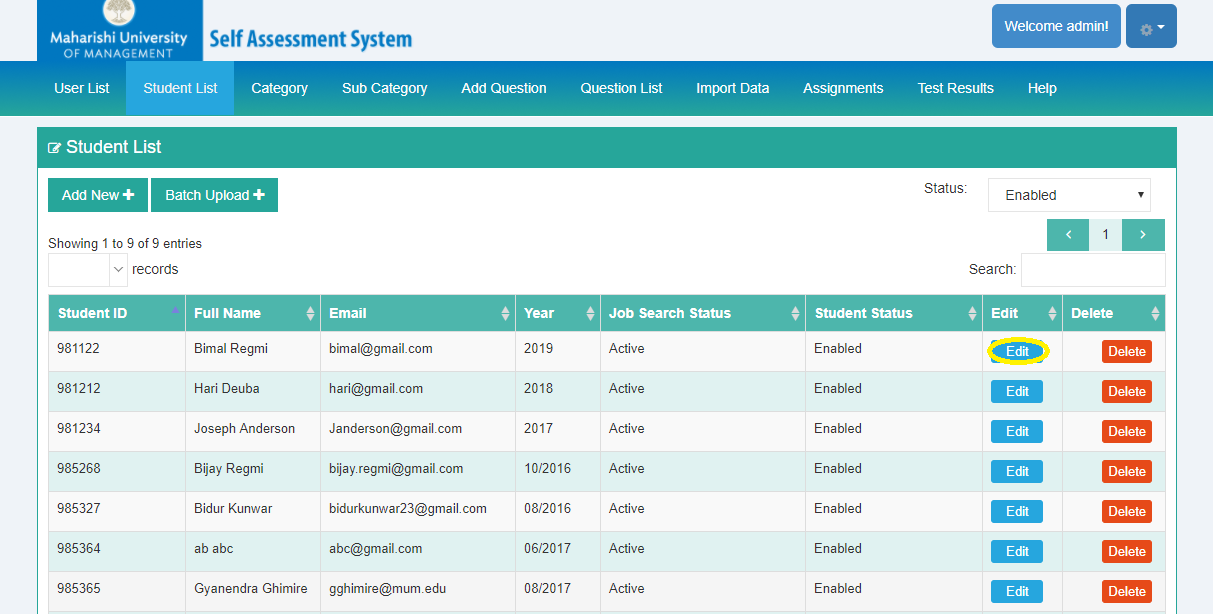 Maharishi University
OF MANAGEMENT
Self Assessment System
Welcome admin!
User List Student List Category Sub Category Add Question Question List Import Data Assignments Test Results Help
Student List
Add New Batch Upload Status: Enabled
1
Showing 1 to 9 of 9 entries
records Search:
Student ID Full Name Email Year Job Search Status Student Status Edit Delete
981122 Bimal Regmi bimal@gmail.com 2019 Active Enabled Edit Delete
981212 Hari Deuba hari@gmail.com 2018 Active Enabled Edit Delete
981234 Joseph Anderson Janderson@gmail.com 2017 Active Enabled Edit Delete
985268 Bijay Regmi bijay.regmi@gmail.com 10/2016 Active Enabled Edit Delete
985327 Bidur Kunwar bidurkunwar23@gmail.com 08/2016 Active Enabled Edit Delete
985364 ab abc abc@gmail.com 06/2017 Active Enabled Edit Delete
985365 Gyanendra Ghimire gghimire@mum.edu 08/2017 Active Enabled Edit Delete